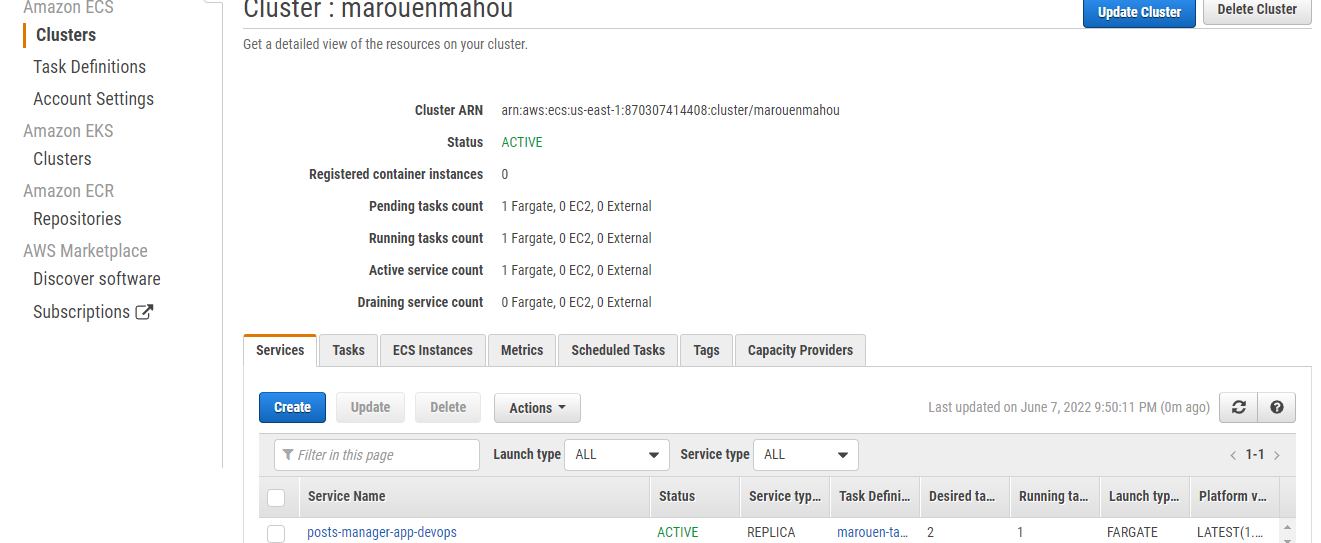 Amazon ECS
Clusters
Task Definitions
Account Settings
Amazon EKS
Clusters
Amazon ECR
Repositories
AWS Marketplace
Discover software
Subscriptions
Cluster : marouenmahou
Update Cluster
Delete Cluster
Get a detailed view of the resources on your cluster.
Cluster ARN arn:aws:ecs:us-east-1:870307414408:cluster/marouenmahou
Status ACTIVE
Registered container instances 0
Pending tasks count 1 Fargate, 0 EC2, 0 External
Running tasks count 1 Fargate, 0 EC2, 0 External
Active service count 1 Fargate, 0 EC2, 0 External
Draining service count 0 Fargate, 0 EC2, 0 External
Services Tasks ECS Instances Metrics Scheduled Tasks Tags Capacity Providers
Create Update Delete Actions Last updated on June 7, 2022 9:50:11 PM (0m ago)
Filter in this page Launch type ALL Service type ALL 1-1
Service Name Status Service typ... Task Defini... Desired ta... Running ta... Launch typ... Platform v...
posts-manager-app-devops ACTIVE REPLICA marouen-ta... 2 1 FARGATE LATEST(1....